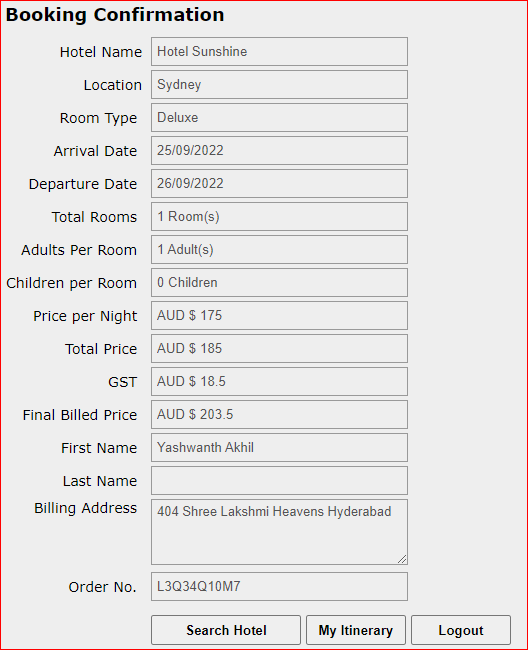 Booking Confirmation
Hotel Name Hotel Sunshine
Location Sydney
Room Type Deluxe
Arrival Date 25/09/2022
Departure Date 26/09/2022
Total Rooms 1 Room(s)
Adults Per Room 1 Adult(s)
Children per Room 0 Children
Price per Night AUD $ 175
Total Price AUD $ 185
GST AUD $ 18.5
Final Billed Price AUD $ 203.5
First Name Yashwanth Akhil
Last Name
Billing Address 404 Shree Lakshmi Heavens Hyderabad
Order No. L3Q34Q10M7
Search Hotel My Itinerary Logout